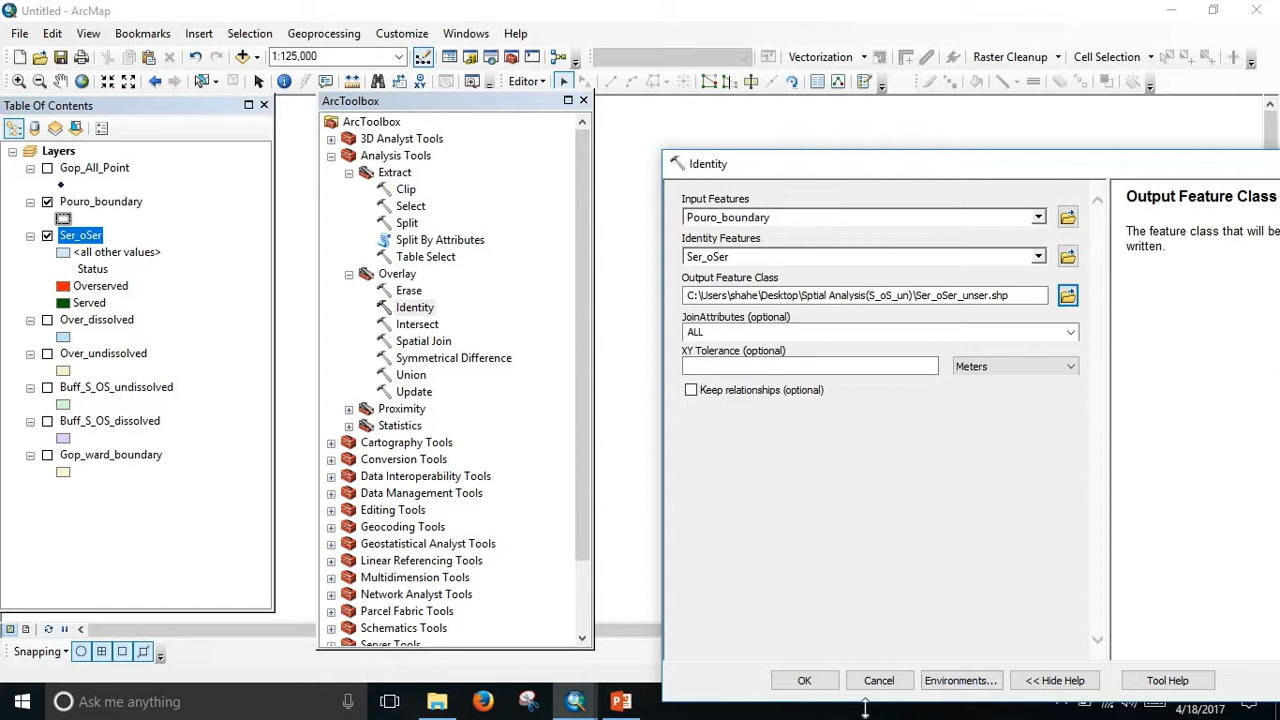 Untitled - ArcMap
File Edit View Bookmarks Insert Selection Geoprocessing Customize Windows Help
1:125,000 Vectorization Raster Cleanup Cell Selection
Editor
Table Of Contents
Layers
Gop_All_Point
Pouro_boundary
Ser_oSer
<all other values>
Status
Overserved
Served
Over_dissolved
Over_undissolved
Buff_S_OS_undissolved
Buff_S_OS_dissolved
Gop_ward_boundary
ArcToolbox
ArcToolbox
3D Analyst Tools
Analysis Tools
Extract
Clip
Select
Split
Split By Attributes
Table Select
Overlay
Erase
Identity
Intersect
Spatial Join
Symmetrical Difference
Union
Update
Proximity
Statistics
Cartography Tools
Conversion Tools
Data Interoperability Tools
Data Management Tools
Editing Tools
Geocoding Tools
Geostatistical Analyst Tools
Linear Referencing Tools
Multidimension Tools
Network Analyst Tools
Parcel Fabric Tools
Schematics Tools
Server Tools
Identity
Input Features
Pouro_boundary
Identity Features
Ser_oSer
Output Feature Class
C:\Users\shahe\Desktop\Sptial Analysis(S_oS_un)\Ser_oSer_unser.shp
JoinAttributes (optional)
ALL
XY Tolerance (optional)
Meters
Keep relationships (optional)
OK Cancel Environments... << Hide Help Tool Help
Output Feature Class
The feature class that will be
written.
Snapping
Ask me anything
4/18/2017